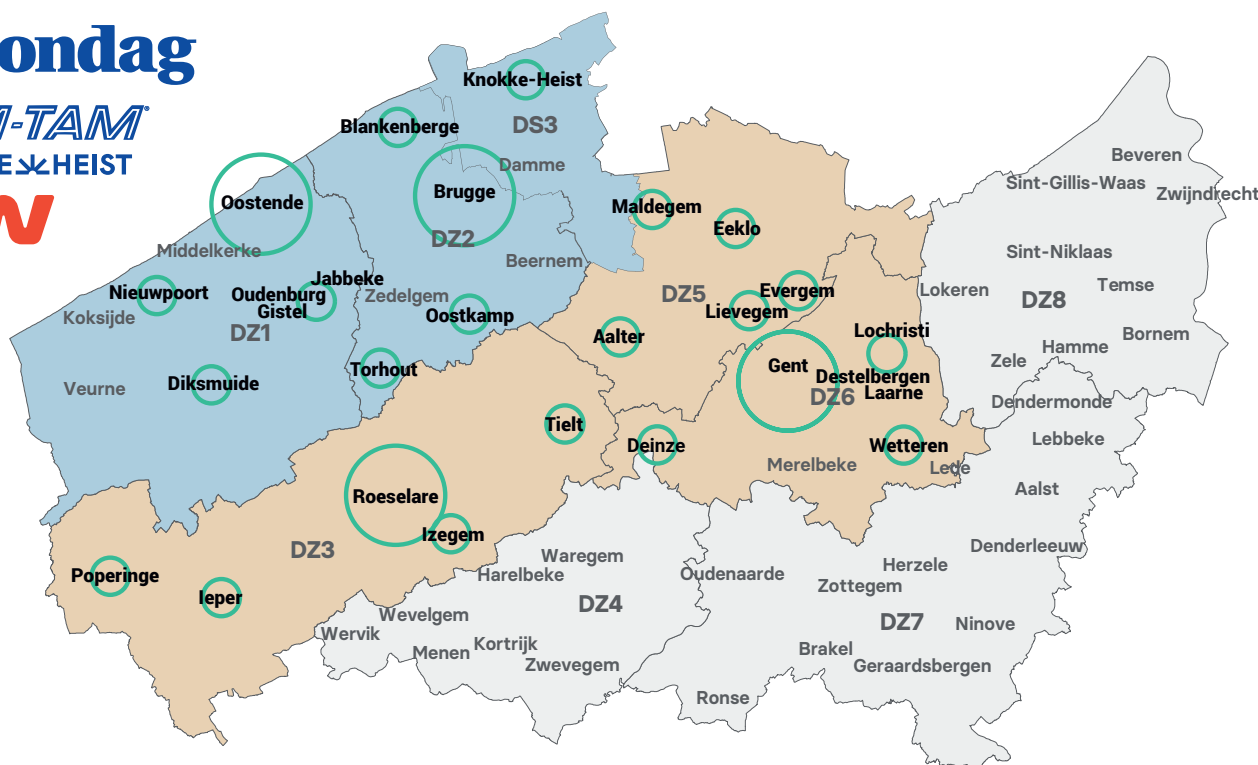 ondag
-TAM
E HEIST
Knokke-Heist
Blankenberge
DS3
Damme
Brugge
Oostende
DZ2
Middelkerke
Beernem
Jabbeke
Nieuwpoort
Oudenburg
Gistel
Zedelgem
Koksijde
DZ1
Oostkamp
Torhout
Veurne
Diksmuide
Maldegem
Eeklo
Evergem
DZ5
Lievegem
Aalter
Lochristi
Gent
Destelbergen
DZ6
Laarne
Deinze
Wetteren
Merelbeke
Lede
Beveren
Sint-Gillis-Waas
Zwijndrecht
Sint-Niklaas
Lokeren
DZ8
Temse
Bornem
Hamme
Zele
Dendermonde
Lebbeke
Aalst
Denderleeuw
Tielt
Roeselare
Izegem
DZ3
Poperinge
Ieper
Waregem
Harelbeke
DZ4
Wevelgem
Wervik
Kortrijk
Menen
Zwevegem
Oudenaarde
Herzele
Zottegem
DZ7
Ninove
Brakel
Geraardsbergen
Ronse